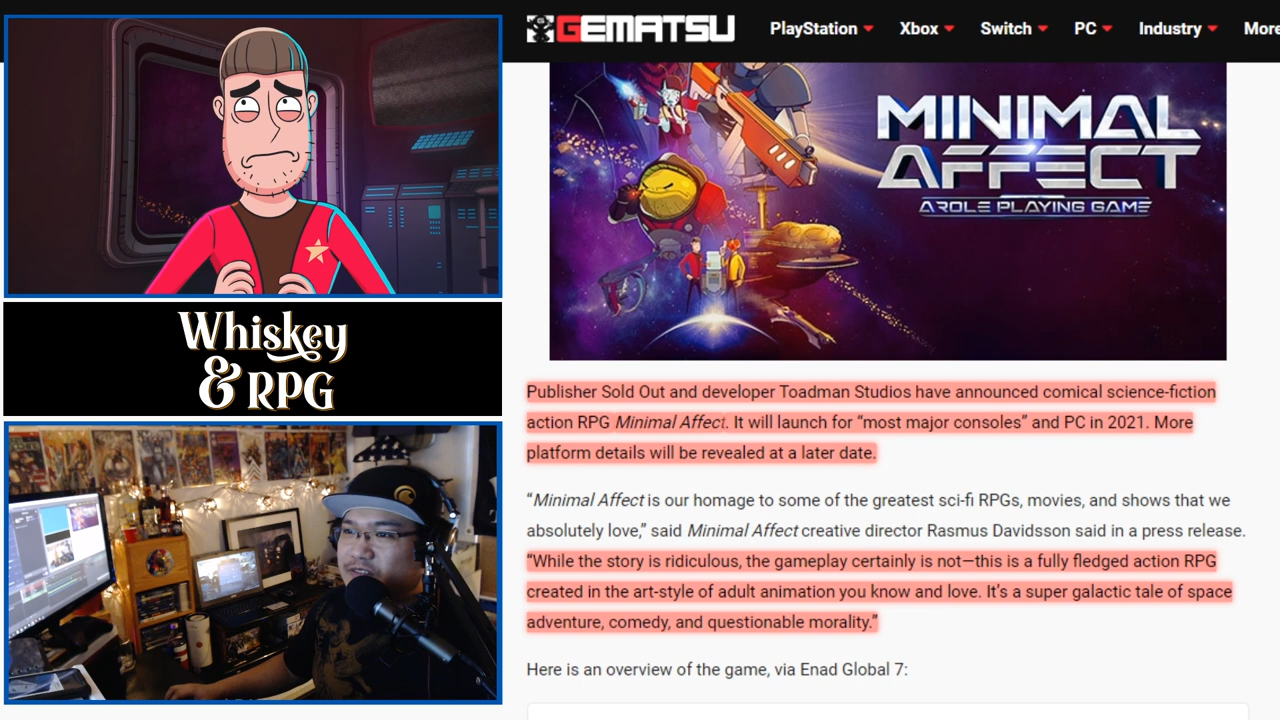 GEMATSU
PlayStation Xbox Switch PC Industry More
MINIMAL
AFFECT
A ROLE PLAYING GAME
Whiskey
& RPG
Publisher Sold Out and developer Toadman Studios have announced comical science-fiction
action RPG Minimal Affect. It will launch for “most major consoles” and PC in 2021. More
platform details will be revealed at a later date.
“Minimal Affect is our homage to some of the greatest sci-fi RPGs, movies, and shows that we
absolutely love,” said Minimal Affect creative director Rasmus Davidsson said in a press release.
“While the story is ridiculous, the gameplay certainly is not—this is a fully fledged action RPG
created in the art-style of adult animation you know and love. It’s a super galactic tale of space
adventure, comedy, and questionable morality.”
Here is an overview of the game, via Enad Global 7: